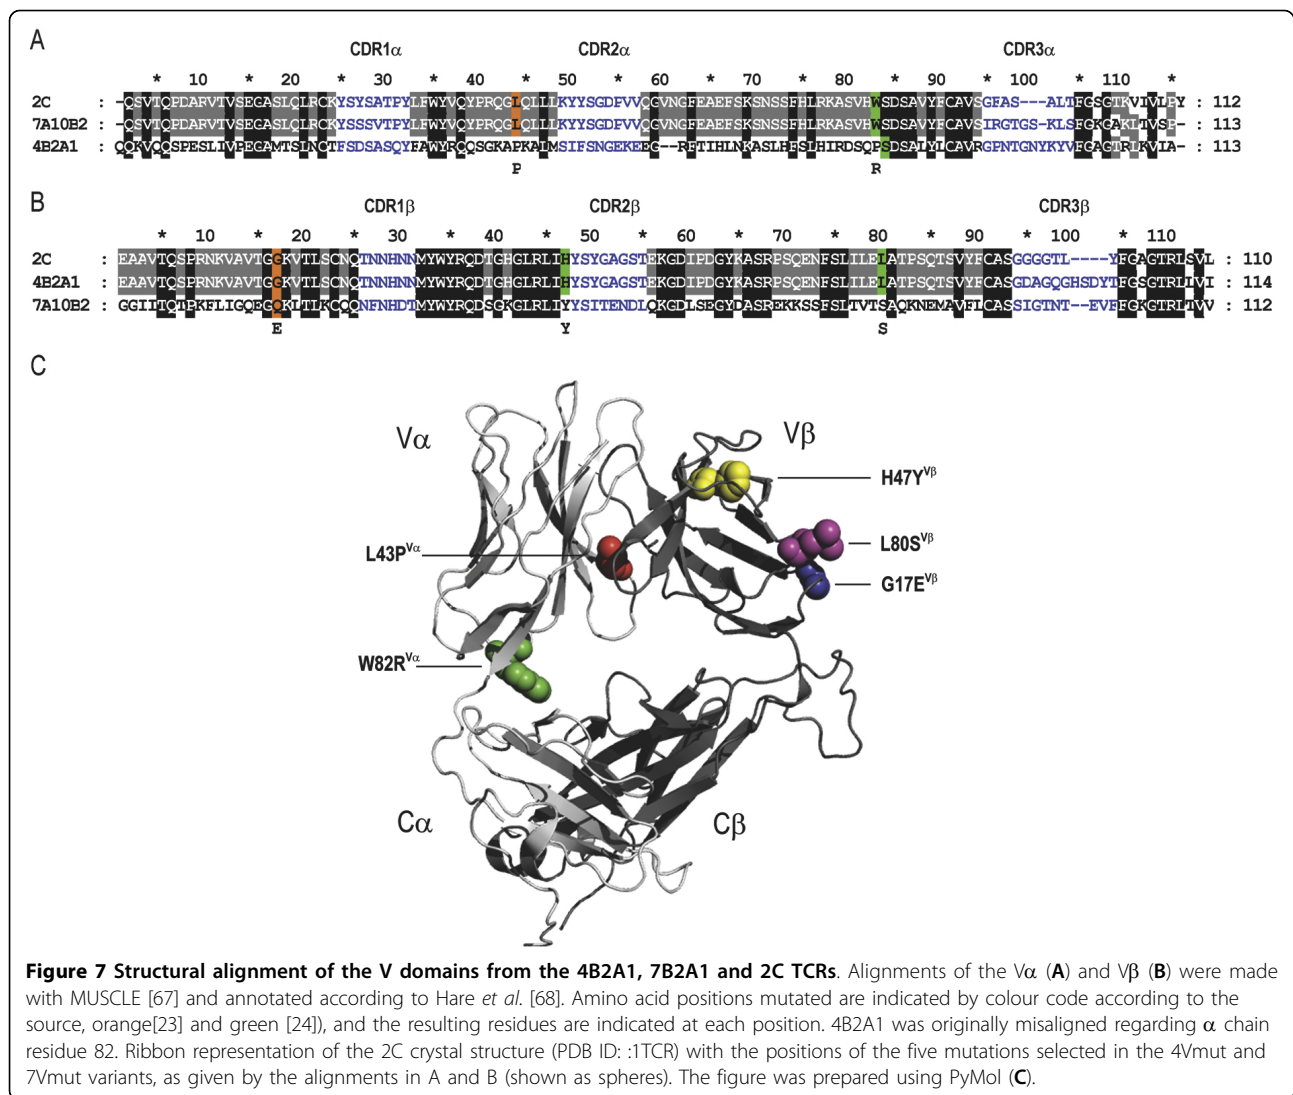 A
CDR1α CDR2α CDR3α
* 10 * 20 * 30 * 40 * 50 * 60 * 70 * 80 * 90 * 100 * 110 *
2C : -QSVTQPDARVTVSEGASLQLRCKYSYSATPYLFWYVQYPRQGLQLLLKYYSGDPVVQGVNGFEAEFSKSNSSFHLRKASVHWSDSAVYFCAVSGFAS---ALTFGSGTKVIVLPY : 112
7A10B2 : -QSVTQPDARVTVSEGASLQLRCKYSSSVTPYLFWYVQYPRQGLQLLLKYYSGDPVVQGVNGFEAEFSKSNSSFHLRKASVHWSDSAVYFCAVSIRGTGS-KLSFGKGAKLTVSP- : 113
4B2A1 : QQKVQQSPESLIVPEGAMTSLNCTFSDSASQYFAWYRQQSGKAPKALMSIFSNGEKEEG--RFTIHLNKASLHFSLHIRDSQPSDSALYLCAVRGPNTGNYKYVFGAGTRLKVIA- : 113
P R
B
CDR1β CDR2β CDR3β
* 10 * 20 * 30 * 40 * 50 * 60 * 70 * 80 * 90 * 100 * 110
2C : EAAVTQSPRNKVAVTGGKVTLSCNQTNNHNNMYWYRQDTGHGLRLIHYSYGAGSTEKGDIPDGYKASRPSQENFSLILELATPSQTSVYFCASGGGGTL----YFGAGTRLSVL : 110
4B2A1 : EAAVTQSPRNKVAVTGGKVTLSCNQTNNHNNMYWYRQDTGHGLRLIHYSYGAGSTEKGDIPDGYKASRPSQENFSLILELATPSQTSVYFCASGDAGQGHSDYTFGSGTRLIVI : 114
7A10B2 : GGIITQTPKFLIGQEGQKLTLKCQQNFNHDTMYWYRQDSGKGLRLIYYSITENDLQKGDLSEGYDASREKKSSFSLTVTSAQKNEMAVFLCASSIGTNT--EVFFGKGTRLTVV : 112
E Y S
C
Vα Vβ
H47Y^Vβ
L80S^Vβ
L43P^Vα
G17E^Vβ
W82R^Vα
Cα Cβ
Figure 7 Structural alignment of the V domains from the 4B2A1, 7B2A1 and 2C TCRs. Alignments of the Vα (A) and Vβ (B) were made
with MUSCLE [67] and annotated according to Hare et al. [68]. Amino acid positions mutated are indicated by colour code according to the
source, orange[23] and green [24]), and the resulting residues are indicated at each position. 4B2A1 was originally misaligned regarding α chain
residue 82. Ribbon representation of the 2C crystal structure (PDB ID: :1TCR) with the positions of the five mutations selected in the 4Vmut and
7Vmut variants, as given by the alignments in A and B (shown as spheres). The figure was prepared using PyMol (C).